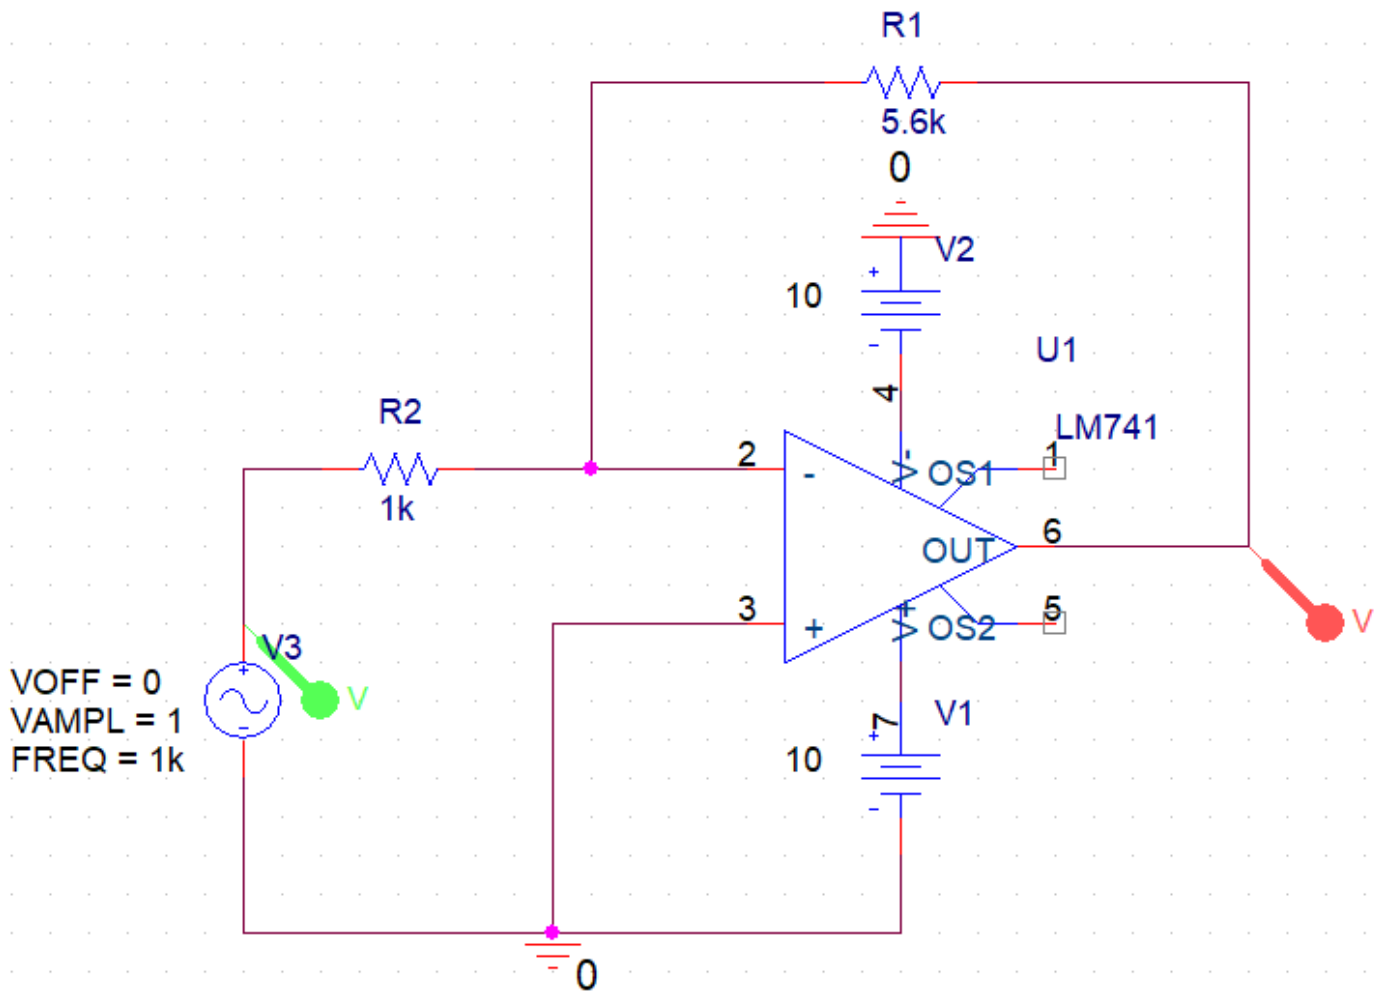 R1
5.6k
0
V2
+
10
-
U1
4
R2
LM741
2
1
-
V-
OS1
1k
6
OUT
3
5
+
V+
OS2
V
V3
+
VOFF = 0
V
VAMPL = 1
-
FREQ = 1k
7
V1
+
10
-
0